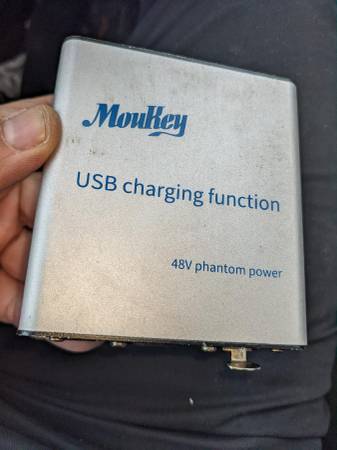 MouKey
USB charging function
48V phantom power